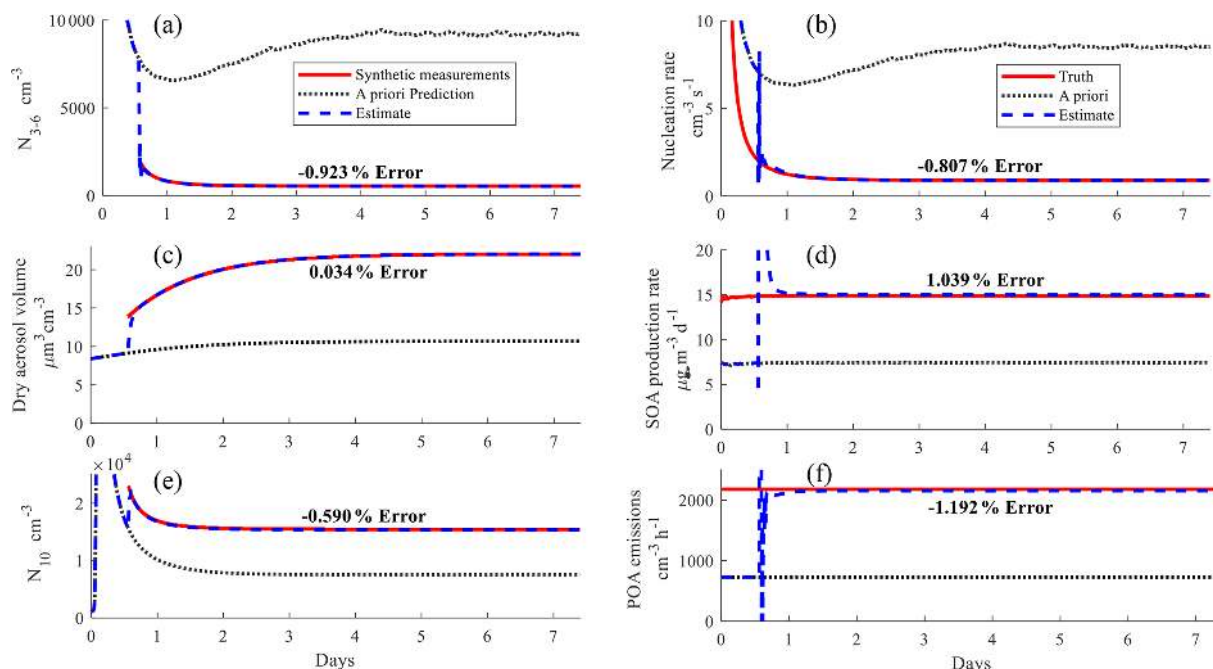 10 000
5000
0
N3-6 cm-3
(a)
Synthetic measurements
A priori Prediction
Estimate
-0.923 % Error
0 1 2 3 4 5 6 7
10
5
0
Nucleation rate
cm-3 s-1
(b)
Truth
A priori
Estimate
-0.807 % Error
0 1 2 3 4 5 6 7
20
15
10
5
0
Dry aerosol volume
μm3 cm-3
(c)
0.034 % Error
0 1 2 3 4 5 6 7
20
15
10
5
0
SOA production rate
μg m-3 d-1
(d)
1.039 % Error
0 1 2 3 4 5 6 7
× 104
2
1
0
N10 cm-3
(e)
-0.590 % Error
0 1 2 3 4 5 6 7
Days
2000
1000
0
POA emissions
cm-3 h-1
(f)
-1.192 % Error
0 1 2 3 4 5 6 7
Days